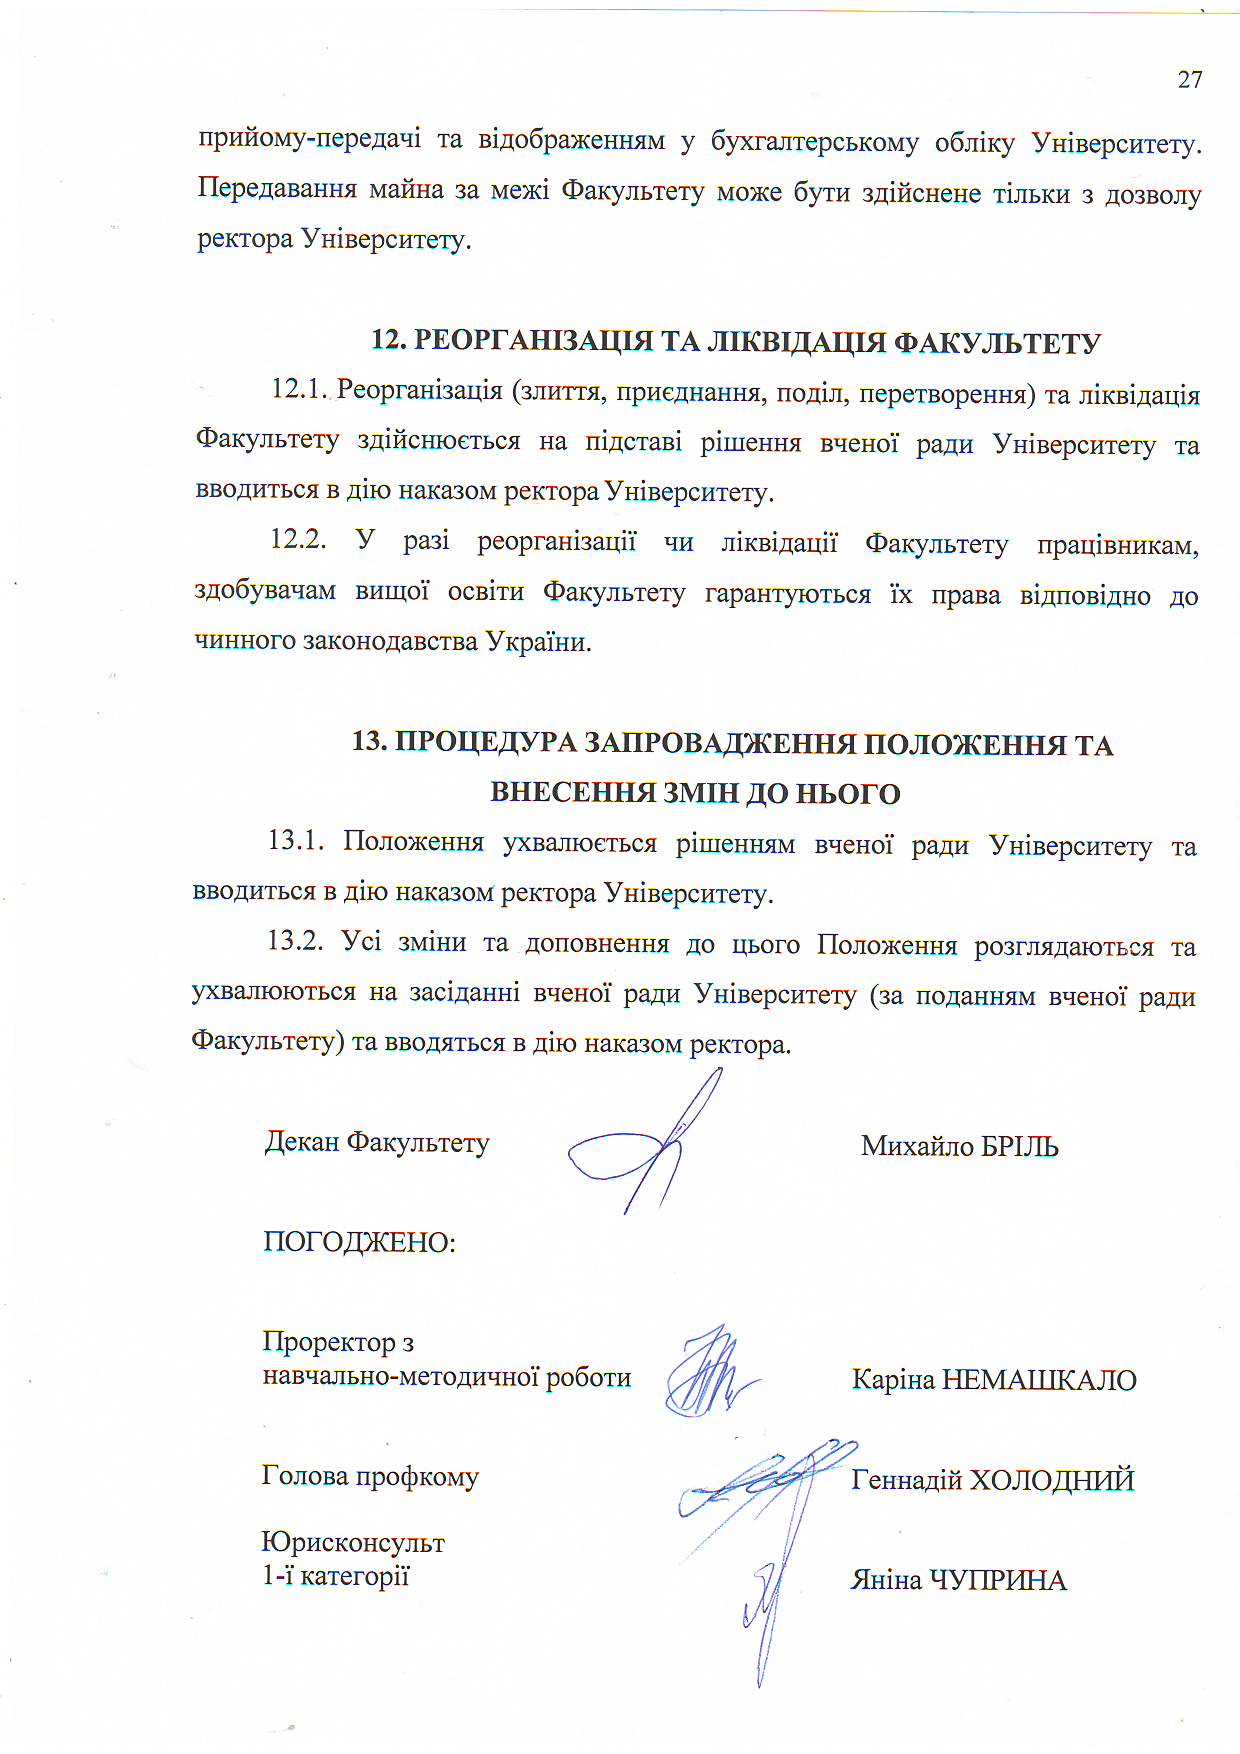 27
прийому-передачі та відображенням у бухгалтерському обліку Університету.
Передавання майна за межі Факультету може бути здійснене тільки з дозволу
ректора Університету.
12. РЕОРГАНІЗАЦІЯ ТА ЛІКВІДАЦІЯ ФАКУЛЬТЕТУ
12.1. Реорганізація (злиття, приєднання, поділ, перетворення) та ліквідація
Факультету здійснюється на підставі рішення вченої ради Університету та
вводиться в дію наказом ректора Університету.
12.2. У разі реорганізації чи ліквідації Факультету працівникам,
здобувачам вищої освіти Факультету гарантуються їх права відповідно до
чинного законодавства України.
13. ПРОЦЕДУРА ЗАПРОВАДЖЕННЯ ПОЛОЖЕННЯ ТА
ВНЕСЕННЯ ЗМІН ДО НЬОГО
13.1. Положення ухвалюється рішенням вченої ради Університету та
вводиться в дію наказом ректора Університету.
13.2. Усі зміни та доповнення до цього Положення розглядаються та
ухвалюються на засіданні вченої ради Університету (за поданням вченої ради
Факультету) та вводяться в дію наказом ректора.
Декан Факультету Михайло БРІЛЬ
ПОГОДЖЕНО:
Проректор з
навчально-методичної роботи Каріна НЕМАШКАЛО
Голова профкому Геннадій ХОЛОДНИЙ
Юрисконсульт
1-ї категорії Яніна ЧУПРИНА